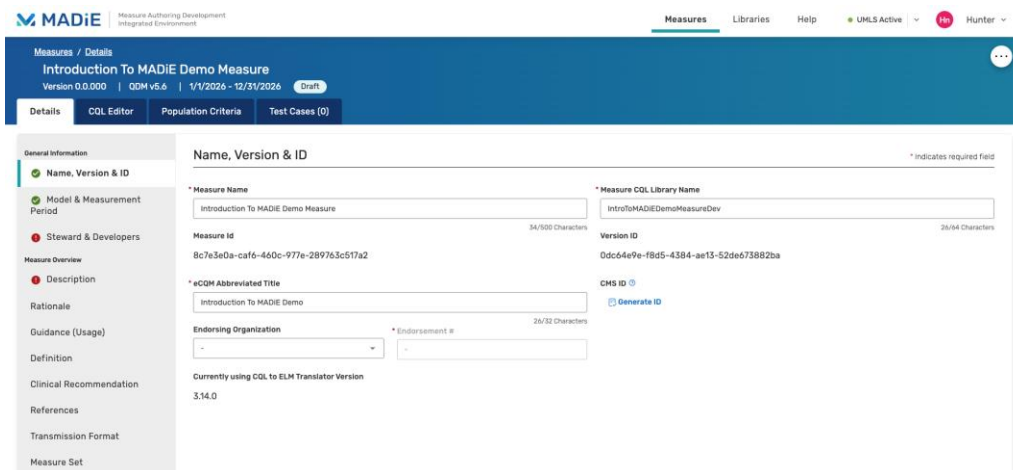 MADiE Measure Authoring Development
Integrated Environment
Measures Libraries Help UMLS Active Hn Hunter
Measures / Details
Introduction To MADiE Demo Measure
Version 0.0.000 | QDM v5.6 | 1/1/2026 - 12/31/2026 Draft
Details CQL Editor Population Criteria Test Cases (0)
General Information
Name, Version & ID
Model & Measurement
Period
Steward & Developers
Measure Overview
Description
Rationale
Guidance (Usage)
Definition
Clinical Recommendation
References
Transmission Format
Measure Set
Name, Version & ID
* Indicates required field
* Measure Name
Introduction To MADiE Demo Measure
34/500 Characters
* Measure CQL Library Name
IntroToMADiEDemoMeasureDev
26/64 Characters
Measure Id
8c7e3e0a-caf6-460c-977e-289763c517a2
Version ID
0dc64e9e-f8d5-4384-ae13-52de673882ba
* eCQM Abbreviated Title
Introduction To MADiE Demo
26/32 Characters
CMS ID
Generate ID
Endorsing Organization
-
* Endorsement #
-
Currently using CQL to ELM Translator Version
3.14.0